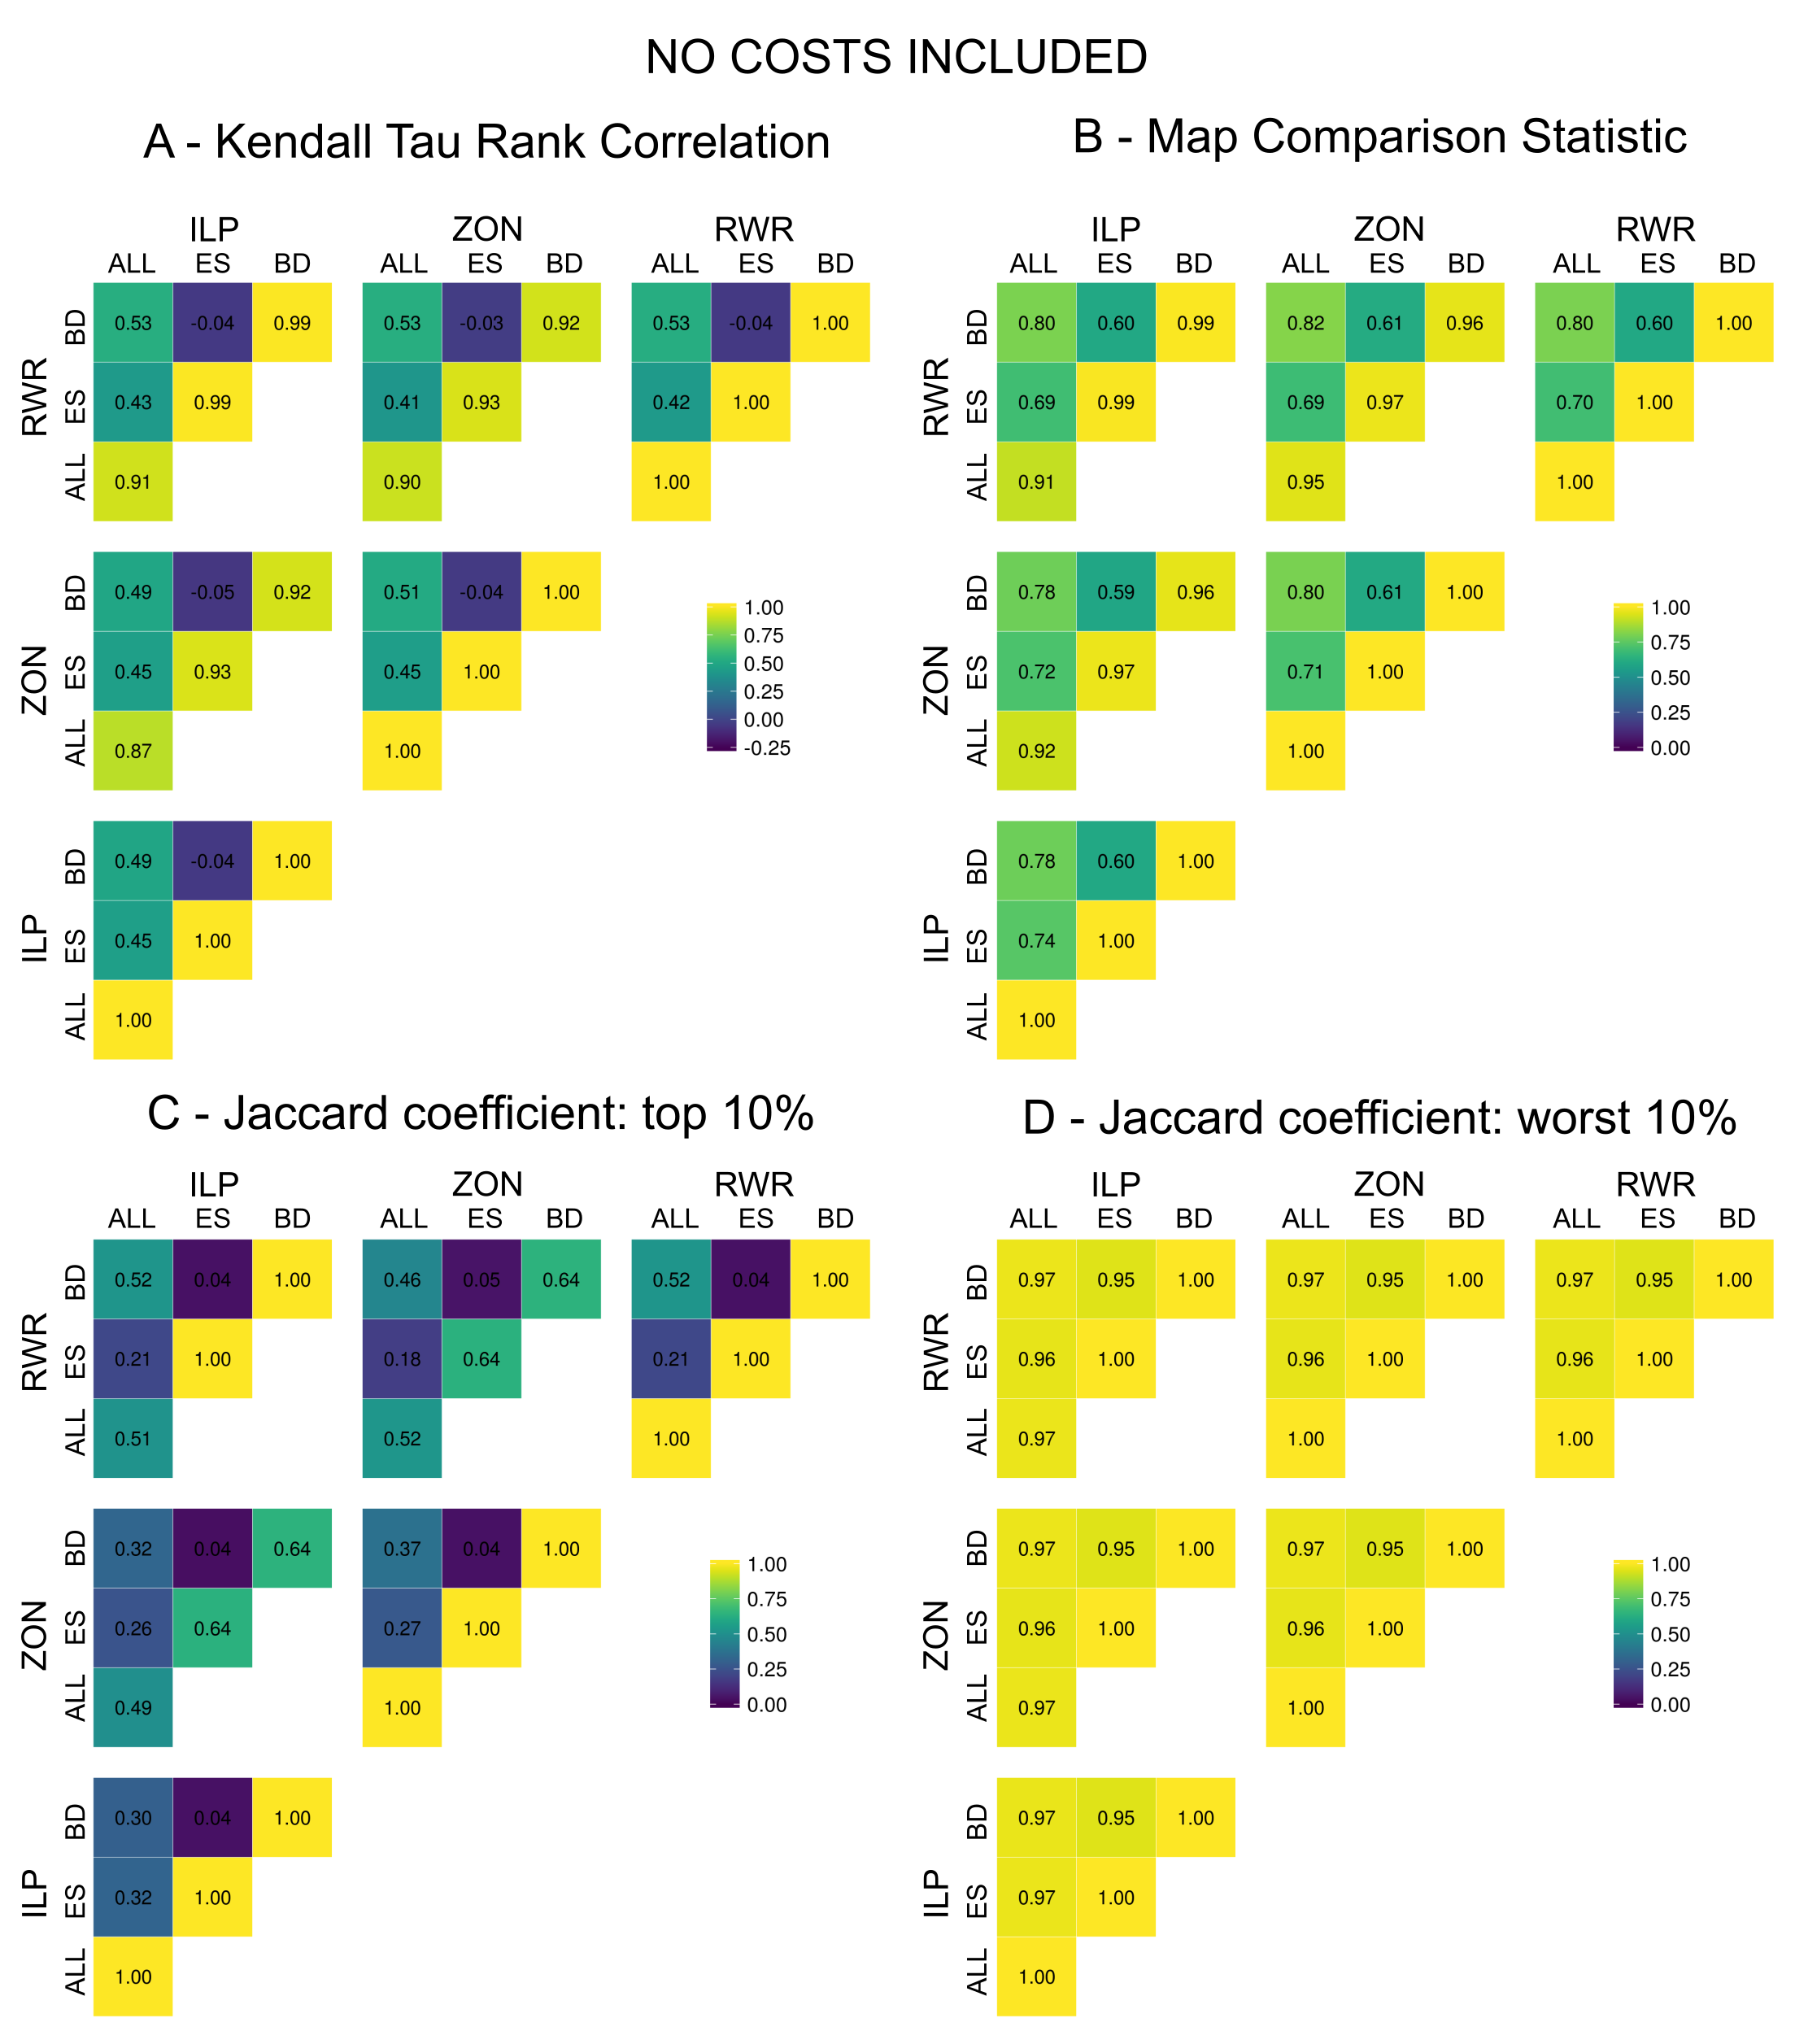 NO COSTS INCLUDED
A - Kendall Tau Rank Correlation
ILP ZON RWR
ALL ES BD ALL ES BD ALL ES BD
RWR
BD 0.53 -0.04 0.99 0.53 -0.03 0.92 0.53 -0.04 1.00
ES 0.43 0.99 0.41 0.93 0.42 1.00
ALL 0.91 0.90 1.00
ZON
BD 0.49 -0.05 0.92 0.51 -0.04 1.00
ES 0.45 0.93 0.45 1.00
ALL 0.87 1.00
1.00
0.75
0.50
0.25
0.00
-0.25
ILP
BD 0.49 -0.04 1.00
ES 0.45 1.00
ALL 1.00
B - Map Comparison Statistic
ILP ZON RWR
ALL ES BD ALL ES BD ALL ES BD
RWR
BD 0.80 0.60 0.99 0.82 0.61 0.96 0.80 0.60 1.00
ES 0.69 0.99 0.69 0.97 0.70 1.00
ALL 0.91 0.95 1.00
ZON
BD 0.78 0.59 0.96 0.80 0.61 1.00
ES 0.72 0.97 0.71 1.00
ALL 0.92 1.00
1.00
0.75
0.50
0.25
0.00
ILP
BD 0.78 0.60 1.00
ES 0.74 1.00
ALL 1.00
C - Jaccard coefficient: top 10%
ILP ZON RWR
ALL ES BD ALL ES BD ALL ES BD
RWR
BD 0.52 0.04 1.00 0.46 0.05 0.64 0.52 0.04 1.00
ES 0.21 1.00 0.18 0.64 0.21 1.00
ALL 0.51 0.52 1.00
ZON
BD 0.32 0.04 0.64 0.37 0.04 1.00
ES 0.26 0.64 0.27 1.00
ALL 0.49 1.00
1.00
0.75
0.50
0.25
0.00
ILP
BD 0.30 0.04 1.00
ES 0.32 1.00
ALL 1.00
D - Jaccard coefficient: worst 10%
ILP ZON RWR
ALL ES BD ALL ES BD ALL ES BD
RWR
BD 0.97 0.95 1.00 0.97 0.95 1.00 0.97 0.95 1.00
ES 0.96 1.00 0.96 1.00 0.96 1.00
ALL 0.97 1.00 1.00
ZON
BD 0.97 0.95 1.00 0.97 0.95 1.00
ES 0.96 1.00 0.96 1.00
ALL 0.97 1.00
1.00
0.75
0.50
0.25
0.00
ILP
BD 0.97 0.95 1.00
ES 0.97 1.00
ALL 1.00